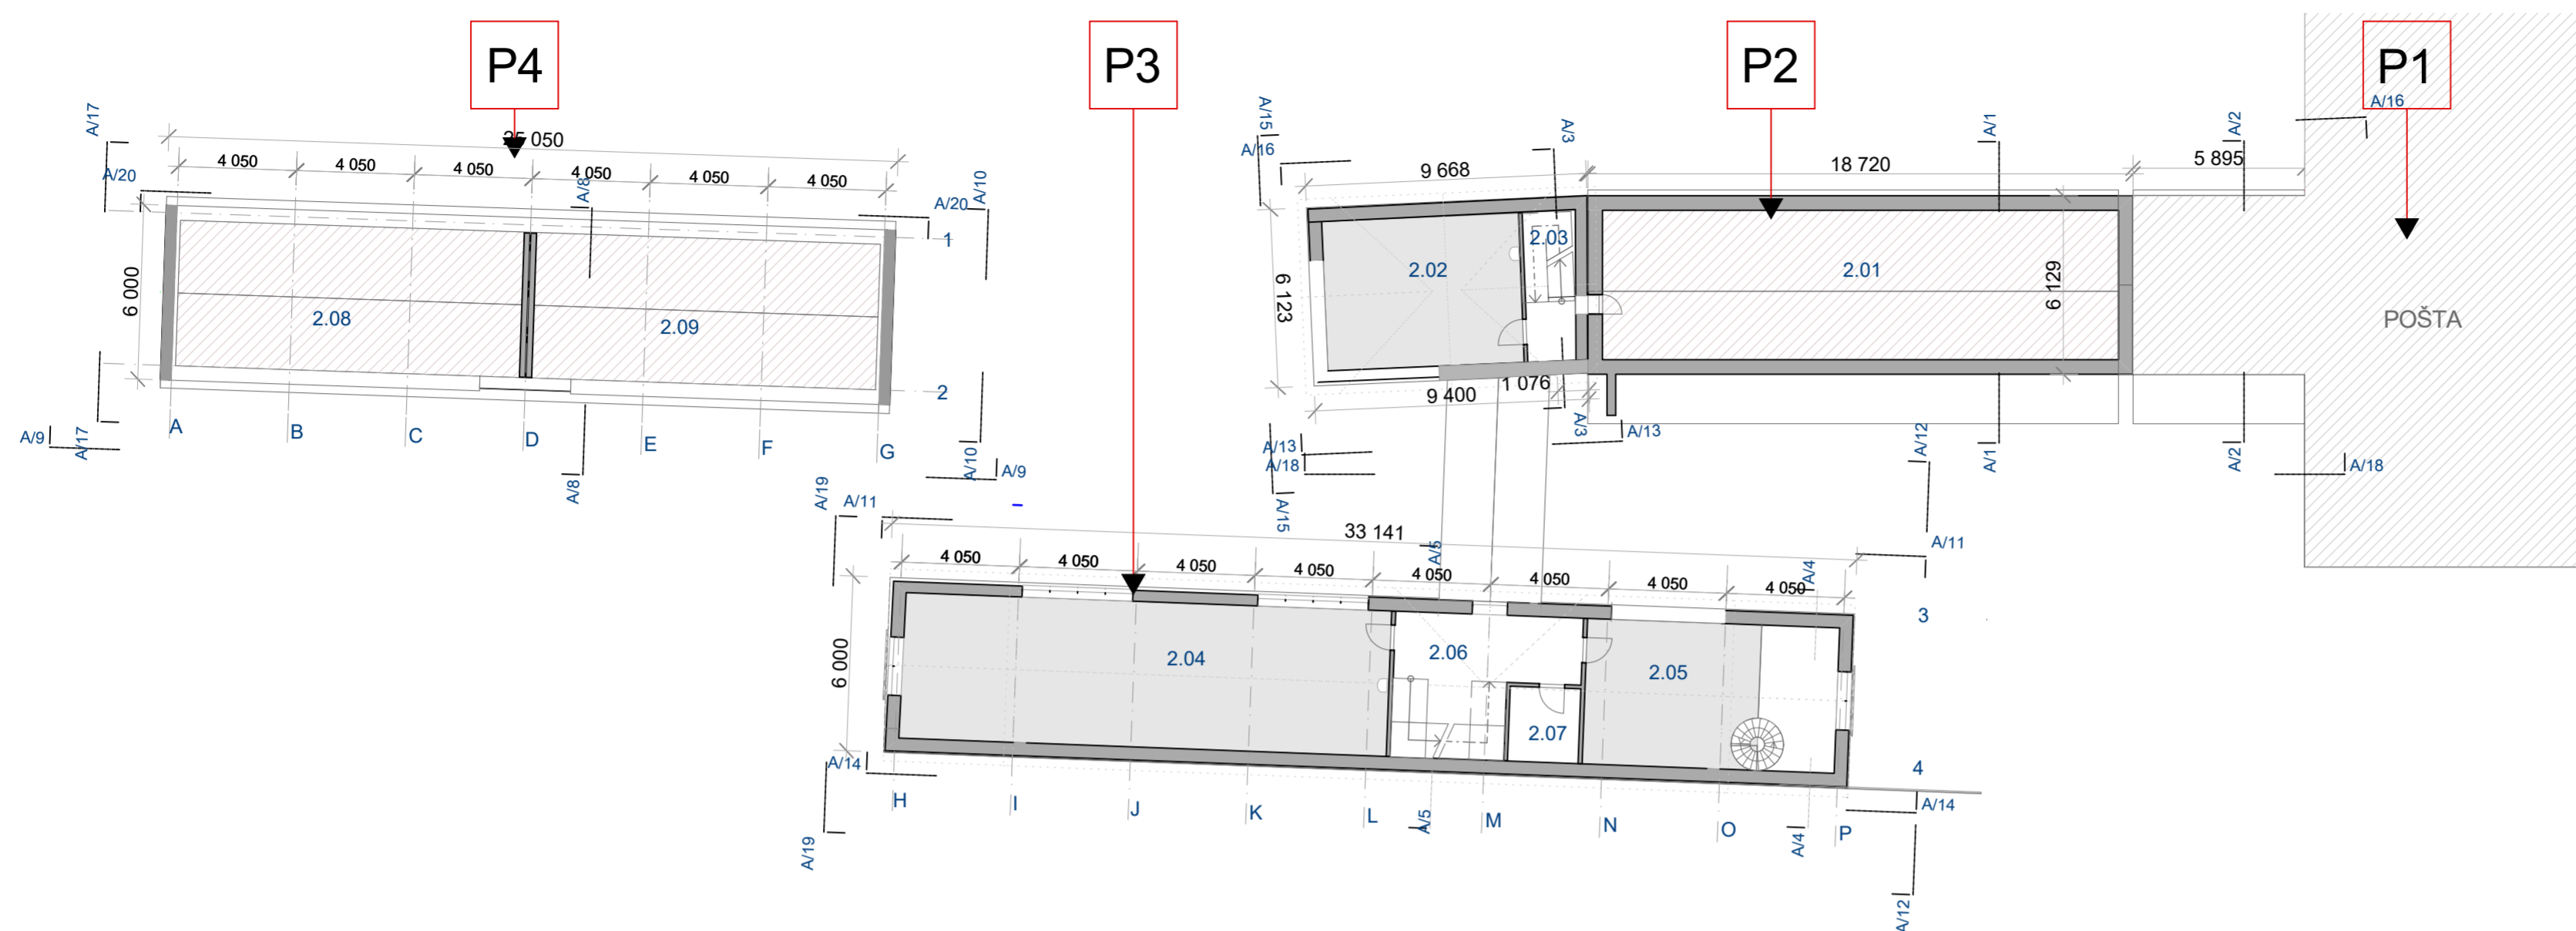 P4
P3
P2
P1
A/17
A/15
A/3
A/1
A/2
A/16
25 050
A/16
9 668
18 720
5 895
4 050
4 050
4 050
4 050
4 050
4 050
A/20
A/8
A/10
A/20
1
2.03
2.02
2.01
6 000
6 123
6 129
2.08
2.09
POŠTA
2
9 400
1 076
A
B
C
D
E
F
G
A/9
A/17
A/8
A/10
A/9
A/13
A/18
A/3
A/13
A/12
A/1
A/2
A/18
A/19
A/11
A/15
33 141
A/5
A/11
4 050
4 050
4 050
4 050
4 050
4 050
4 050
4 050
A/4
3
6 000
2.04
2.06
2.05
2.07
A/14
4
H
I
J
K
L
A/5
M
N
O
A/4
P
A/14
A/19
A/12